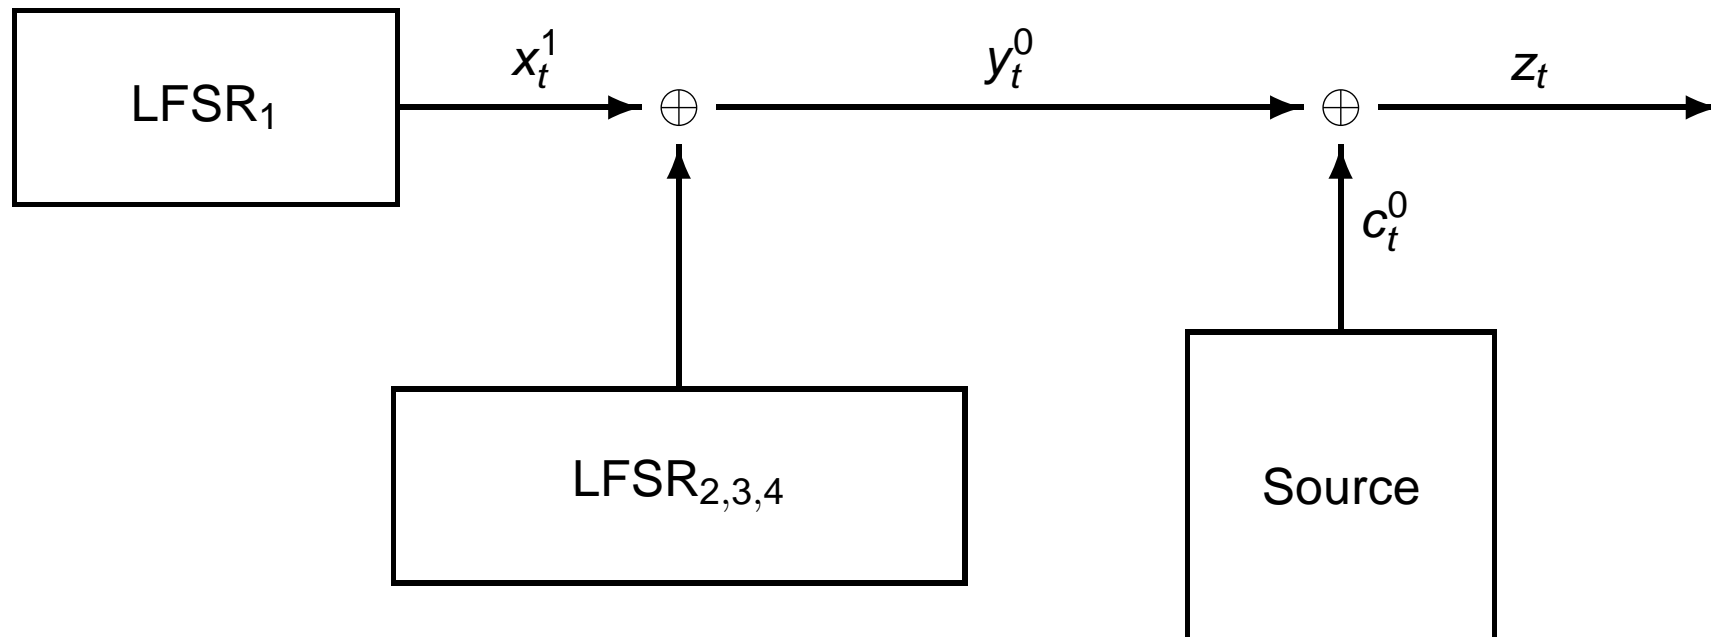 LFSR₁
x_t^1
y_t^0
z_t
c_t^0
LFSR₂,₃,₄
Source